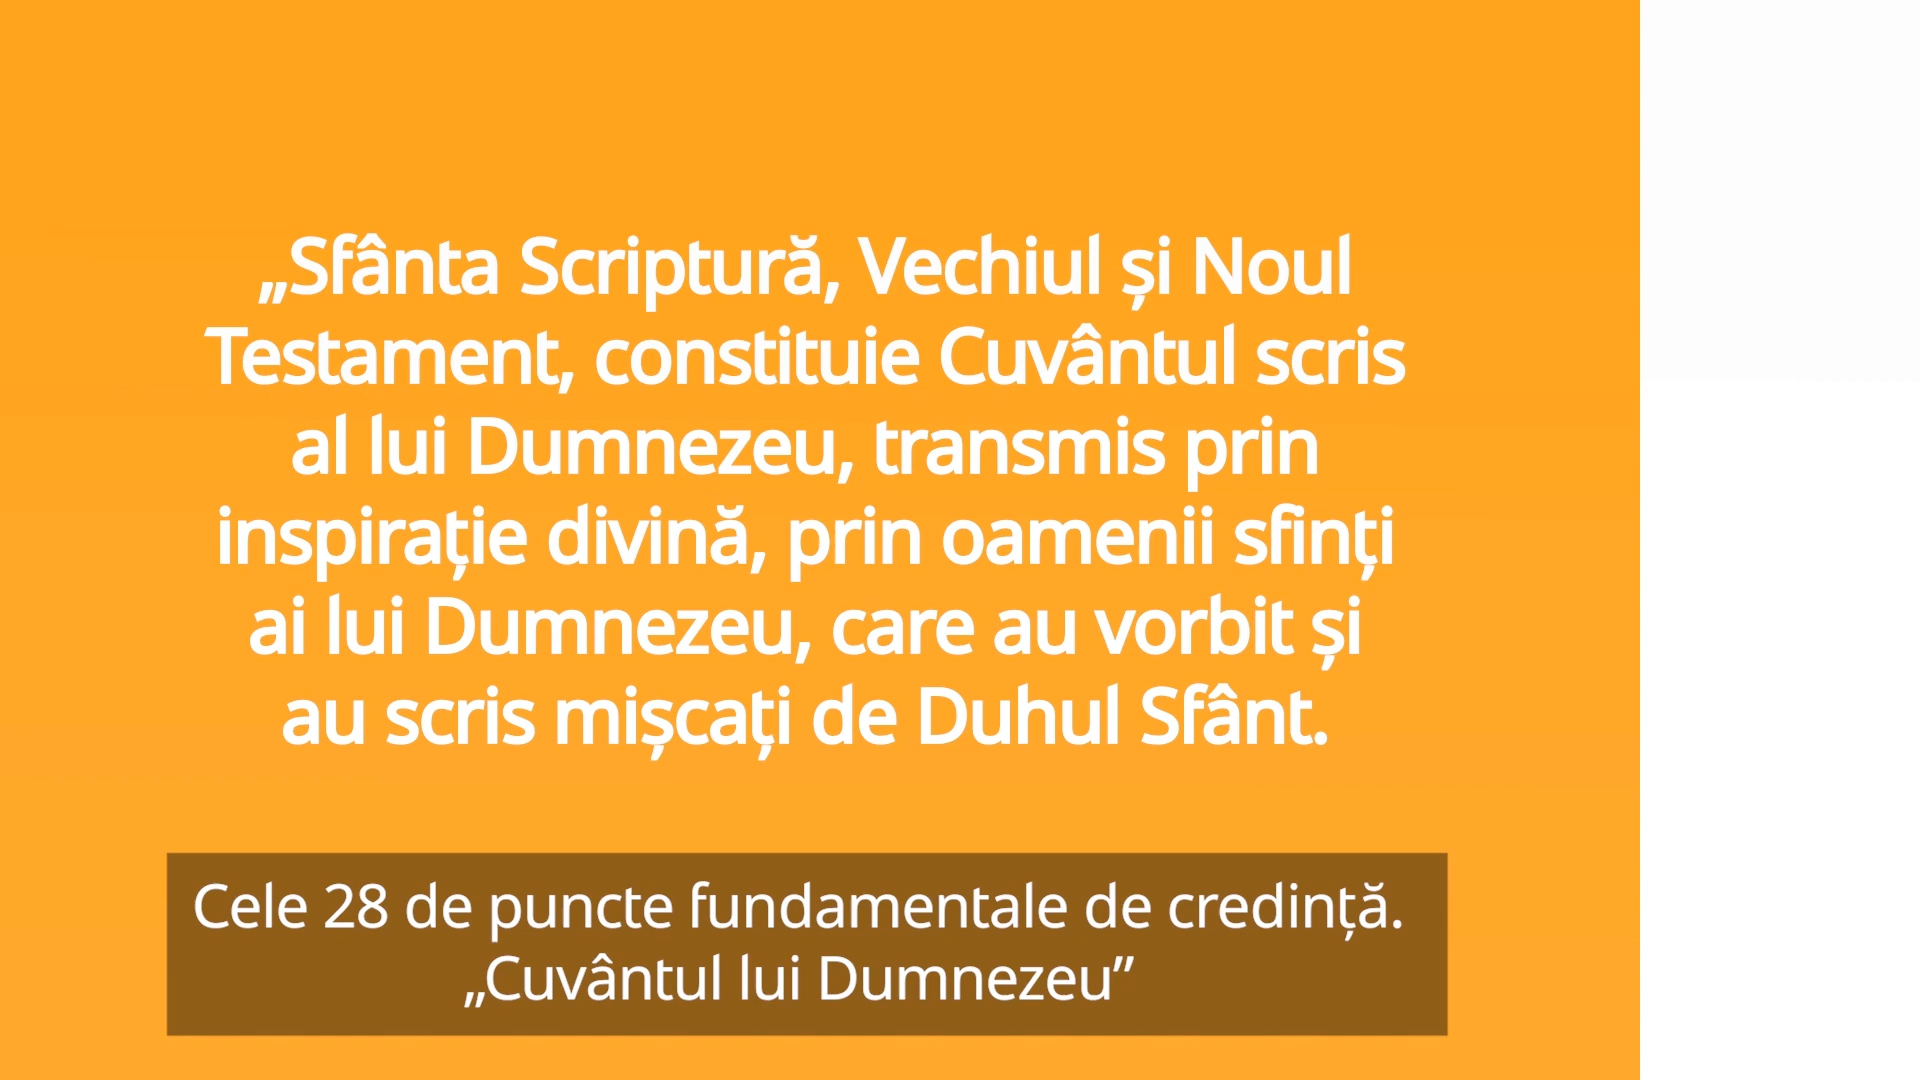 „Sfânta Scriptură, Vechiul și Noul
Testament, constituie Cuvântul scris
al lui Dumnezeu, transmis prin
inspirație divină, prin oamenii sfinți
ai lui Dumnezeu, care au vorbit și
au scris mișcați de Duhul Sfânt.
Cele 28 de puncte fundamentale de credință.
„Cuvântul lui Dumnezeu”